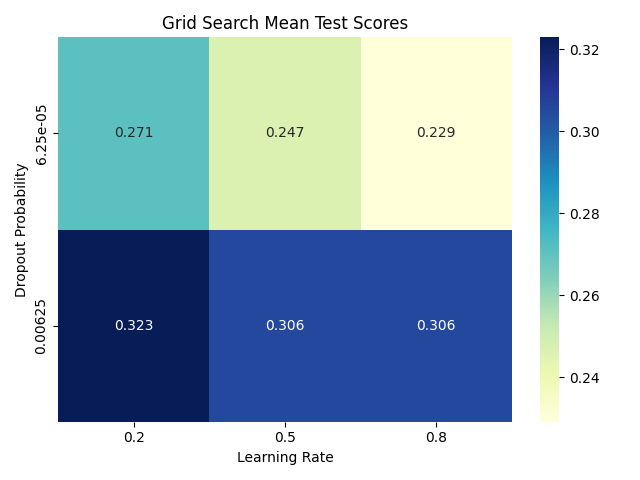 Grid Search Mean Test Scores
Dropout Probability
6.25e-05
0.00625
0.271 0.247 0.229
0.323 0.306 0.306
0.2 0.5 0.8
Learning Rate
0.32
0.30
0.28
0.26
0.24